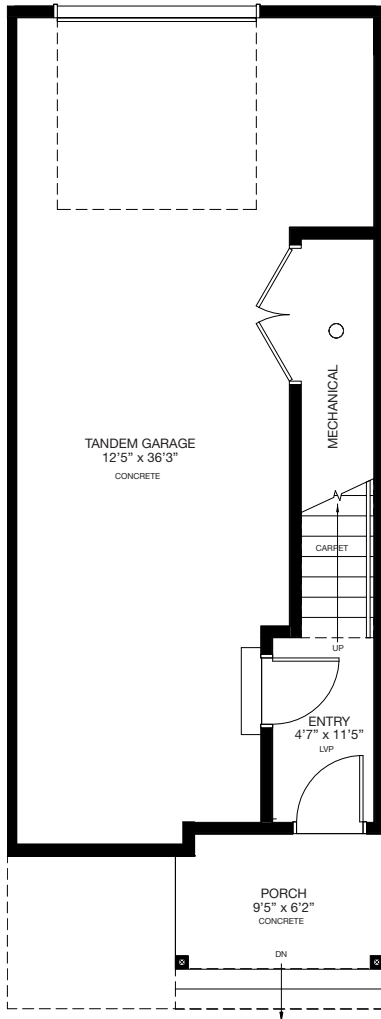 MECHANICAL
TANDEM GARAGE
12’5” x 36’3”
CONCRETE
CARPET
UP
ENTRY
4’7” x 11’5”
LVP
PORCH
9’5” x 6’2”
CONCRETE
DN